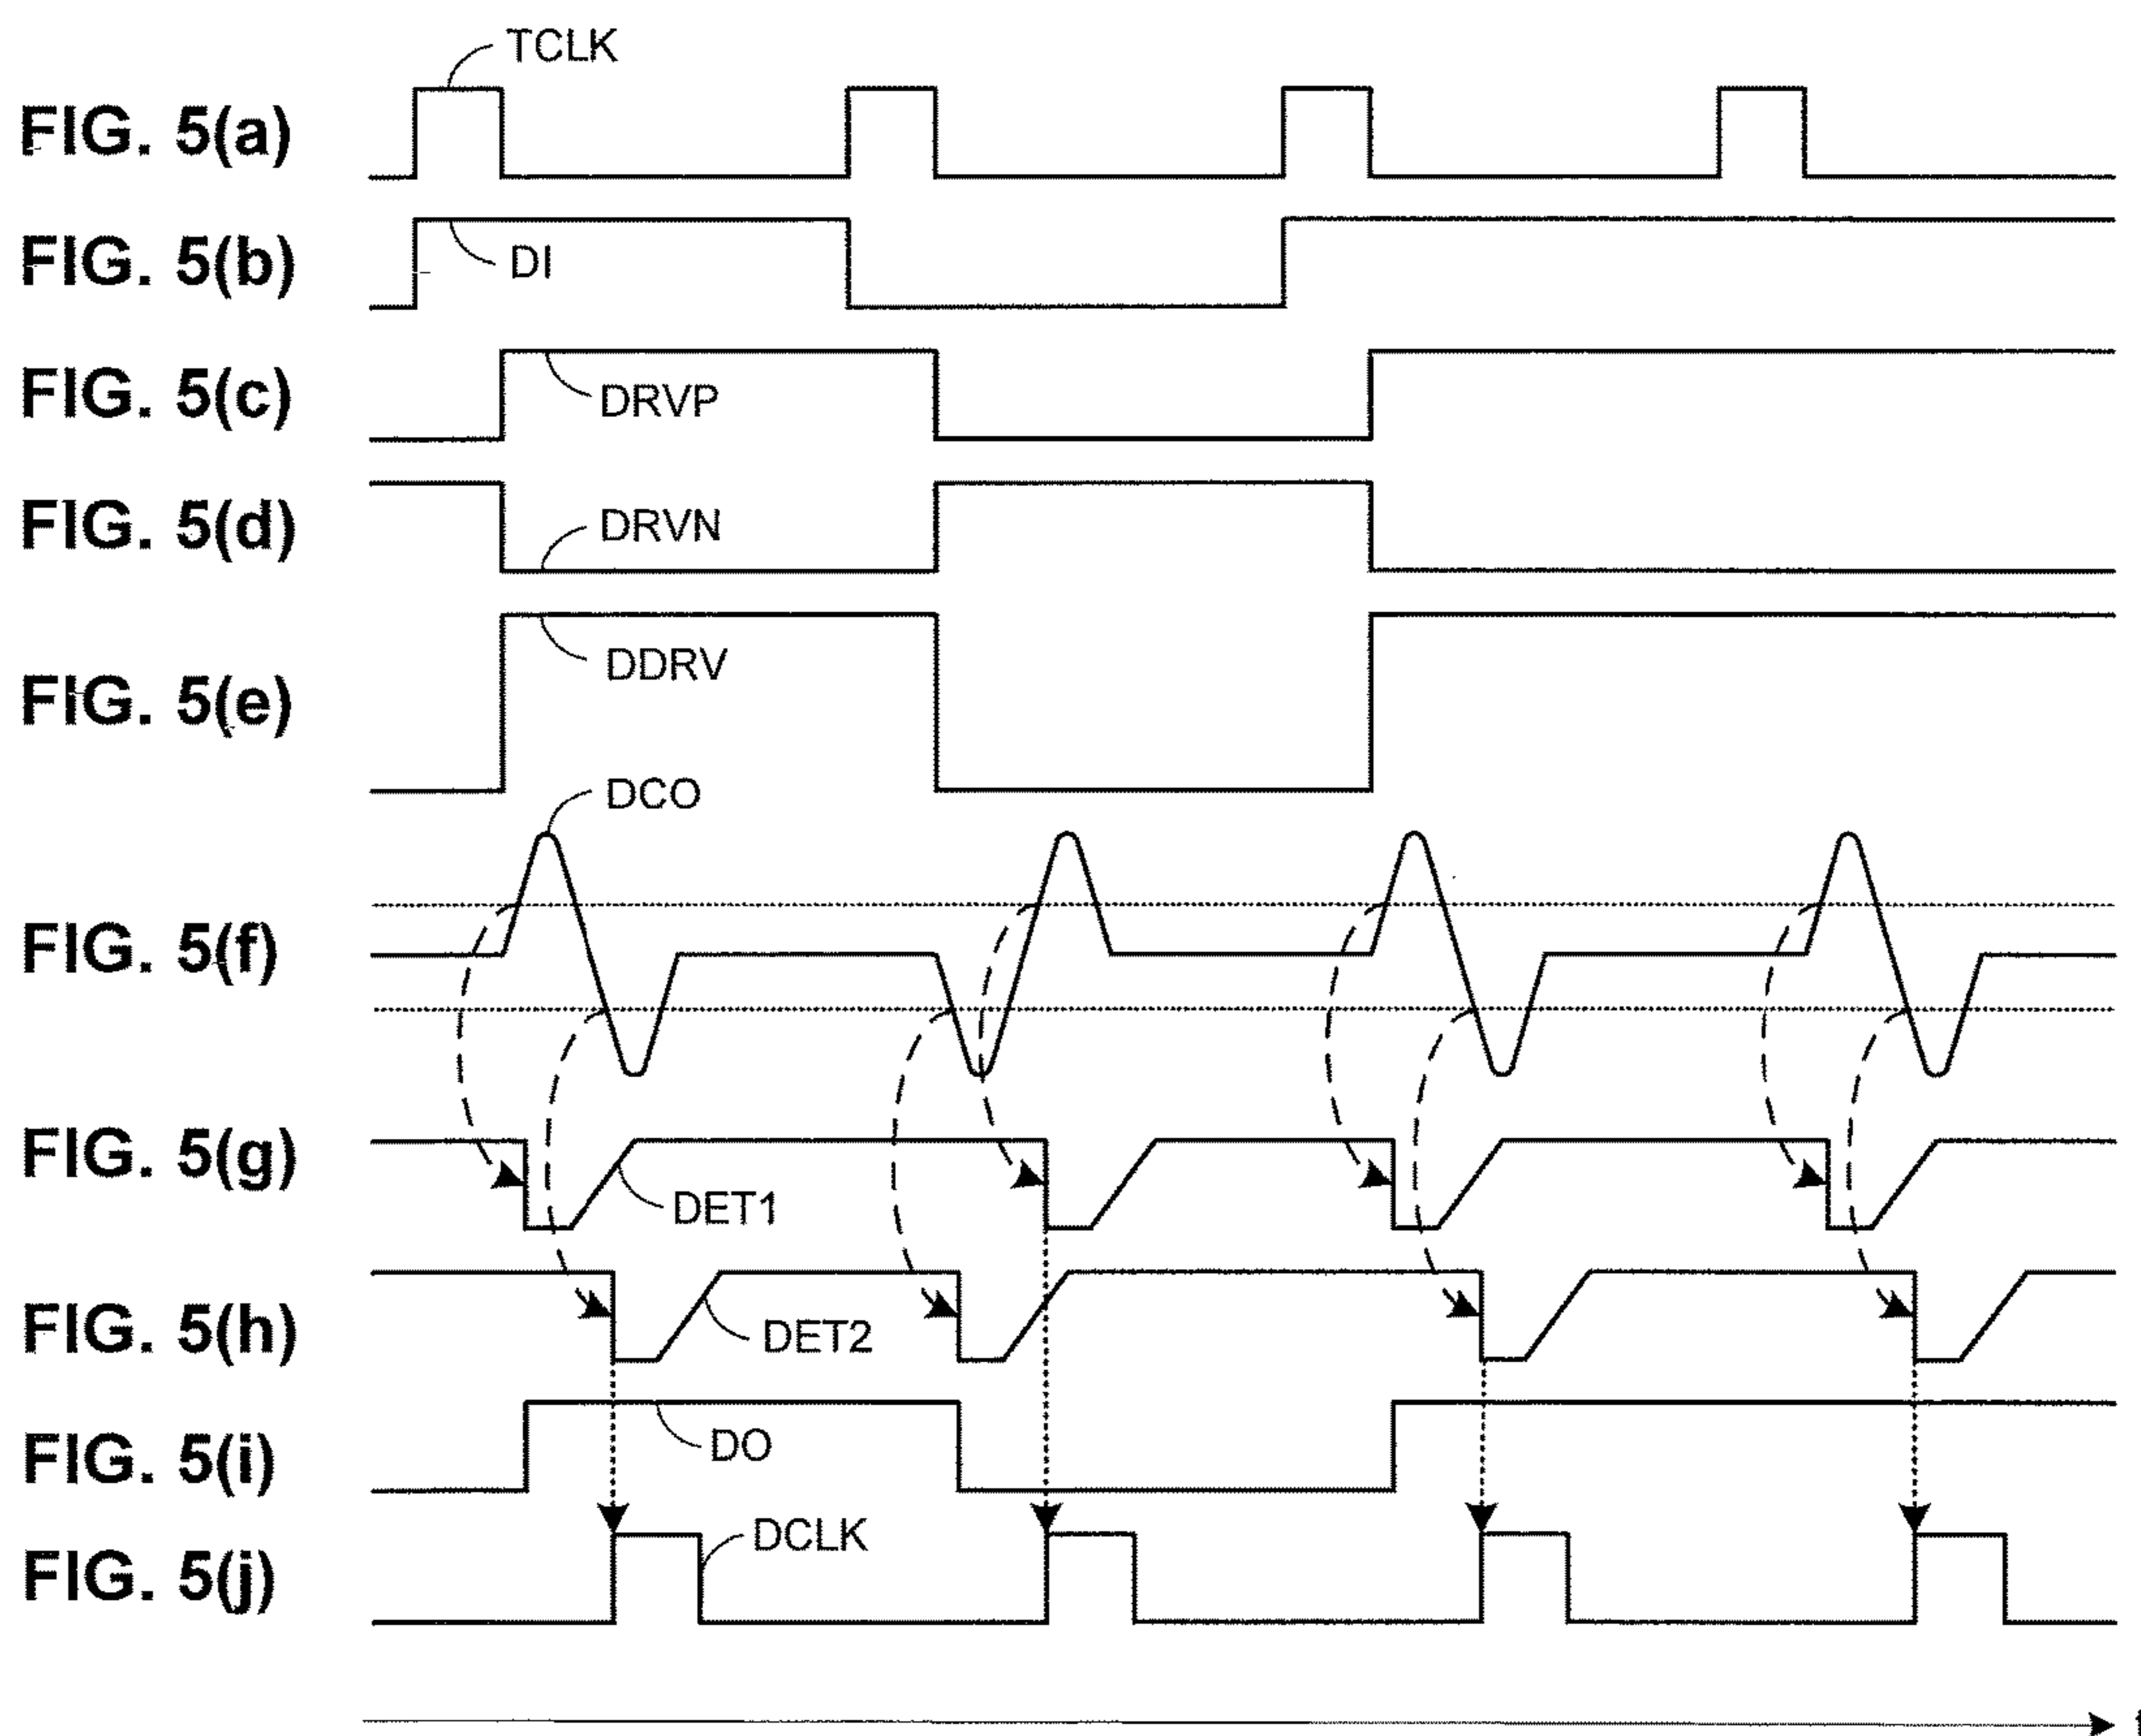 TCLK
FIG. 5(a)
FIG. 5(b)
DI
FIG. 5(c)
DRVP
FIG. 5(d)
DRVN
DDRV
FIG. 5(e)
DCO
FIG. 5(f)
FIG. 5(g)
DET1
FIG. 5(h)
DET2
FIG. 5(i)
DO
DCLK
FIG. 5(j)